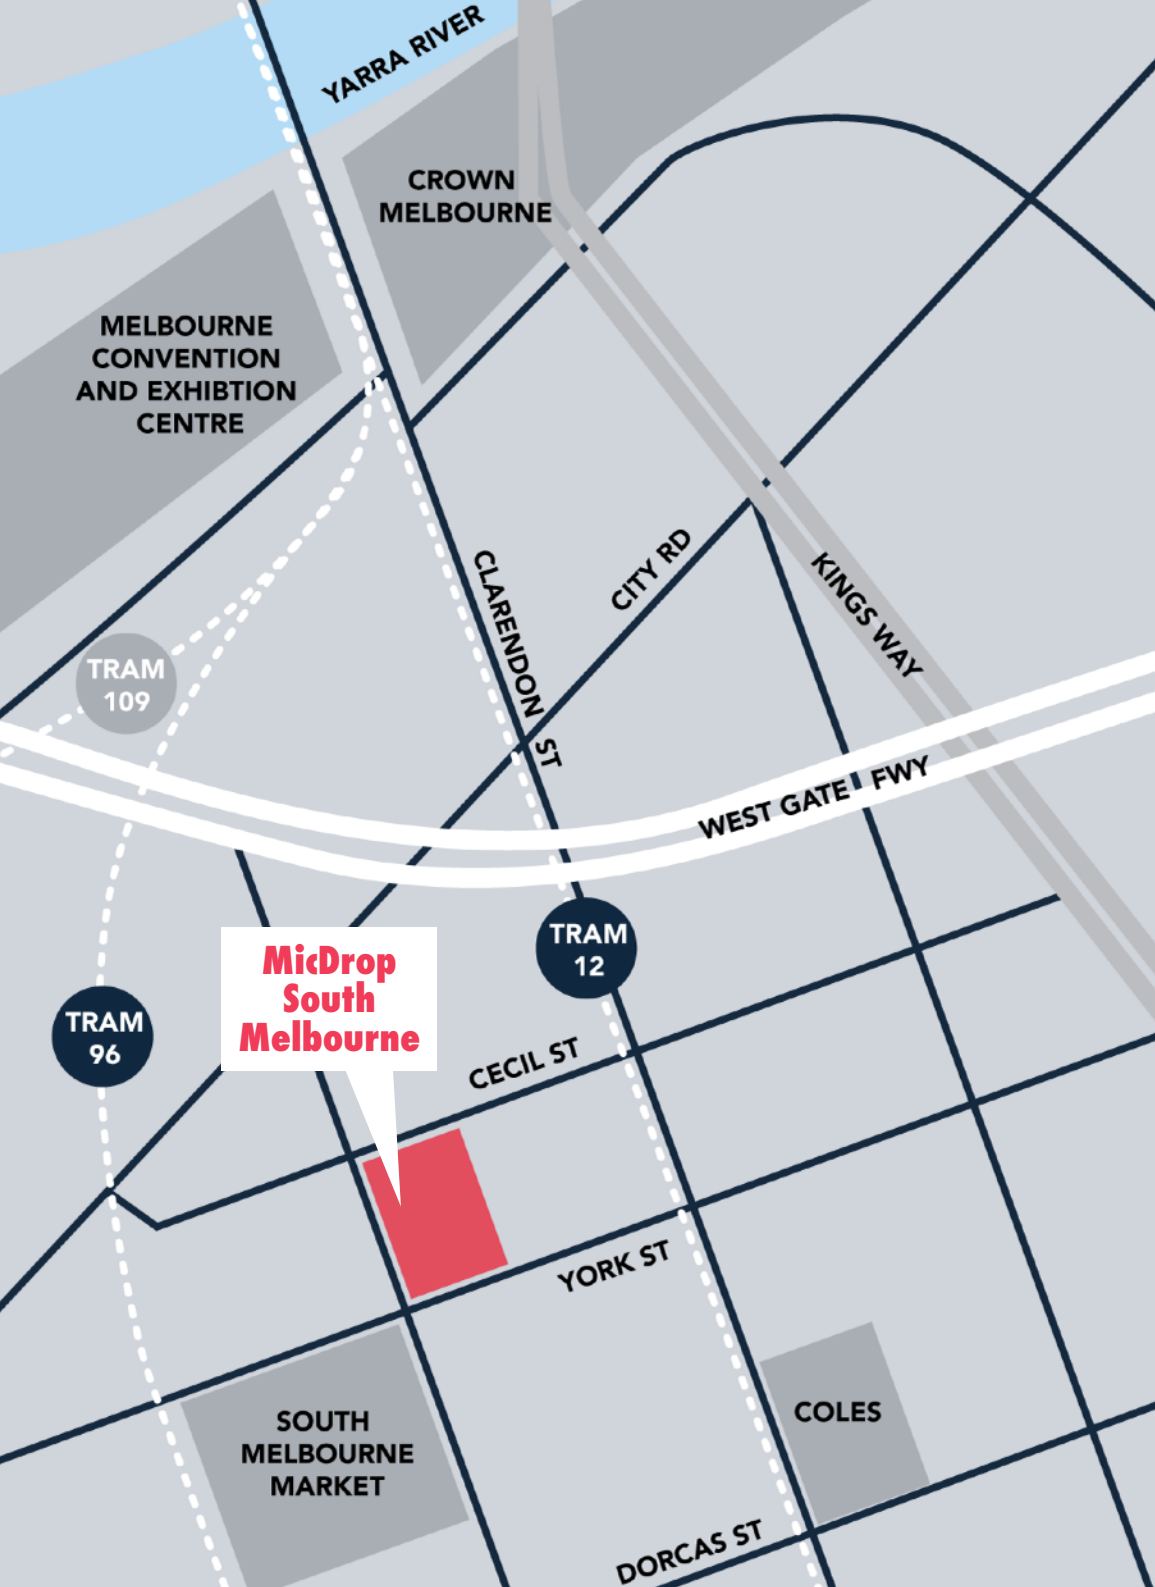 YARRA RIVER
CROWN
MELBOURNE
MELBOURNE
CONVENTION
AND EXHIBTION
CENTRE
CLARENDON ST
CITY RD
KINGS WAY
TRAM
109
WEST GATE FWY
TRAM
12
MicDrop
South
Melbourne
TRAM
96
CECIL ST
YORK ST
SOUTH
MELBOURNE
MARKET
COLES
DORCAS ST